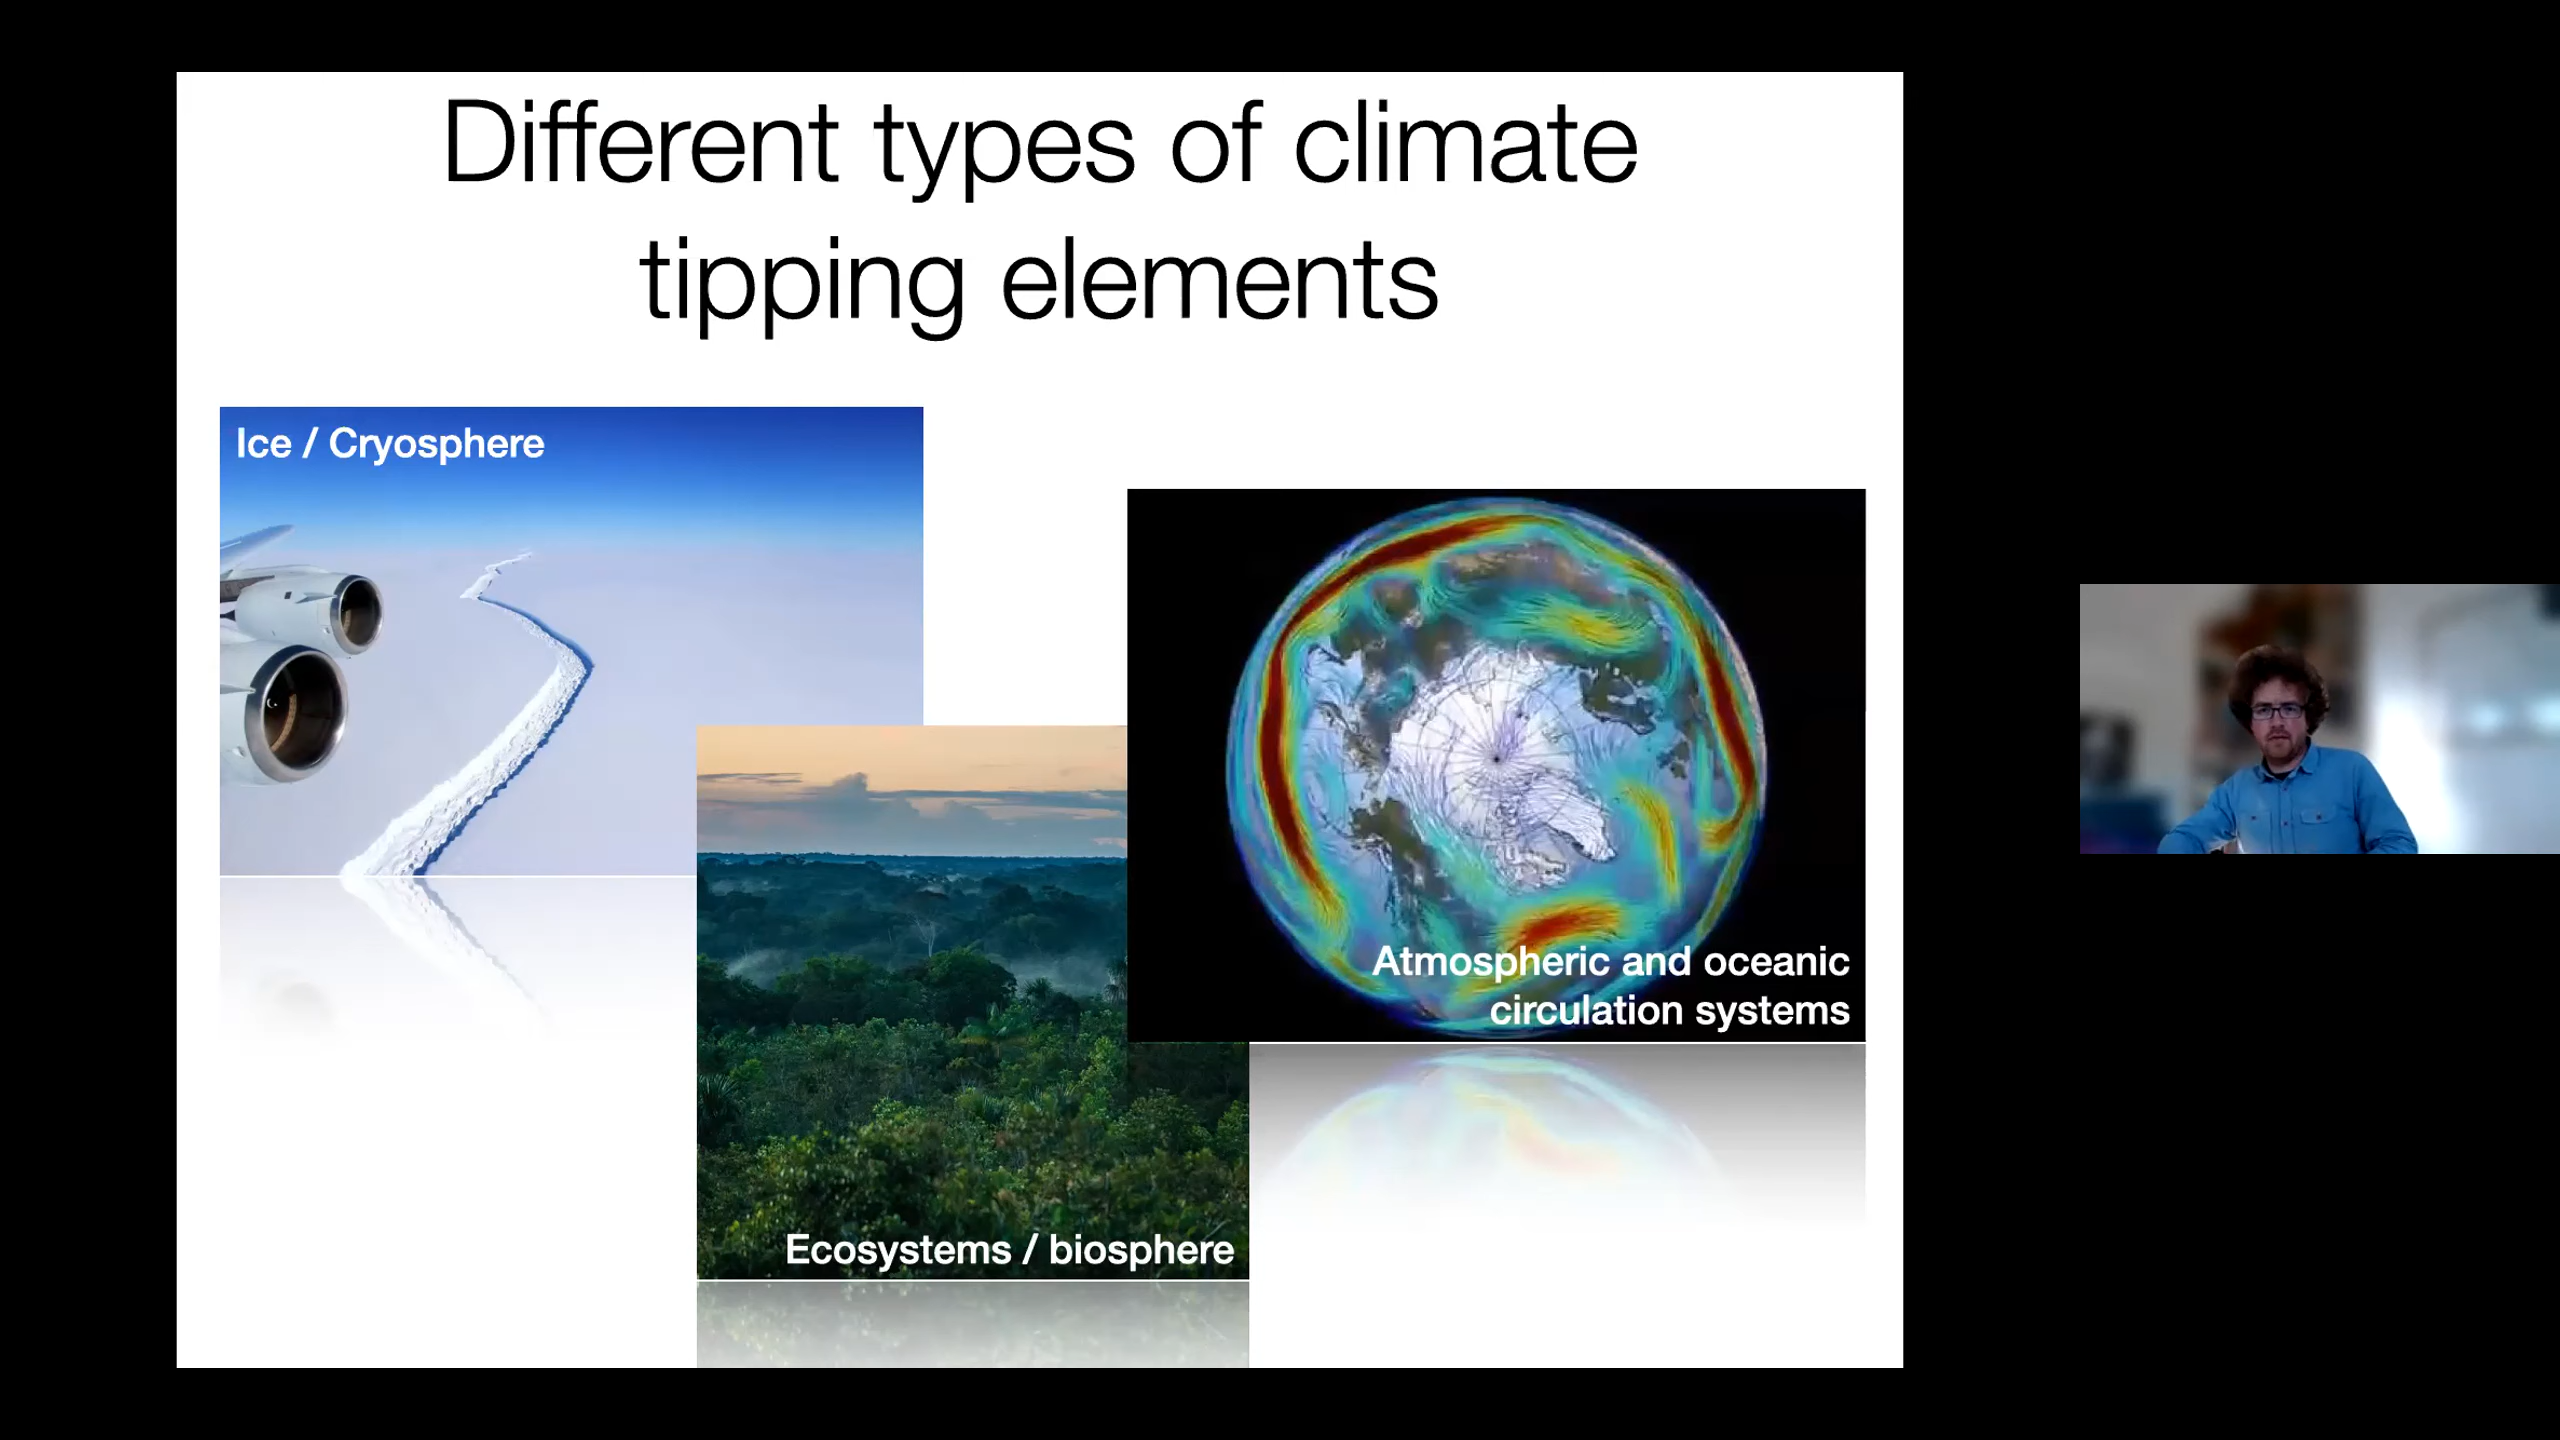 Different types of climate
tipping elements
Ice / Cryosphere
Atmospheric and oceanic
circulation systems
Ecosystems / biosphere